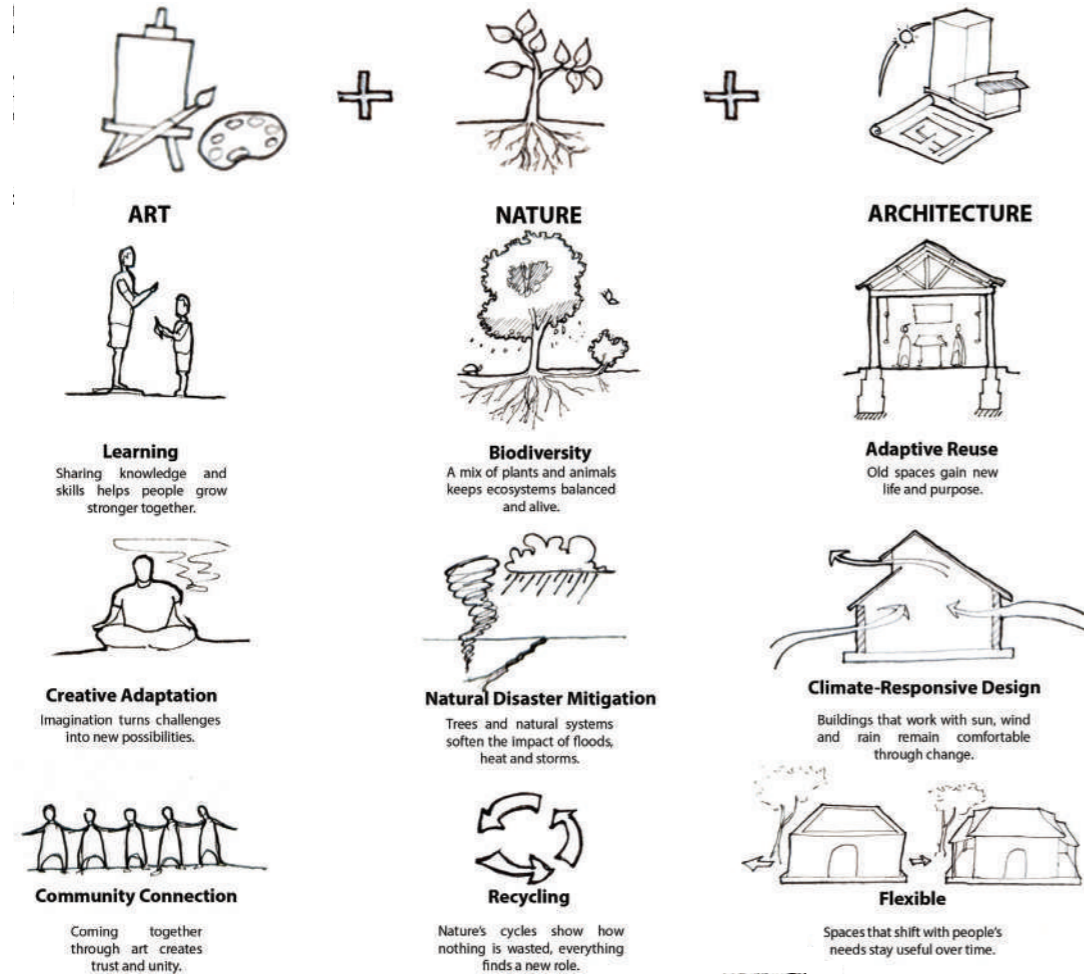 ART
NATURE
ARCHITECTURE
Learning
Sharing knowledge and
skills helps people grow
stronger together.
Biodiversity
A mix of plants and animals
keeps ecosystems balanced
and alive.
Adaptive Reuse
Old spaces gain new
life and purpose.
Creative Adaptation
Imagination turns challenges
into new possibilities.
Natural Disaster Mitigation
Trees and natural systems
soften the impact of floods,
heat and storms.
Climate-Responsive Design
Buildings that work with sun, wind
and rain remain comfortable
through change.
Community Connection
Coming together
through art creates
trust and unity.
Recycling
Nature's cycles show how
nothing is wasted, everything
finds a new role.
Flexible
Spaces that shift with people's
needs stay useful over time.